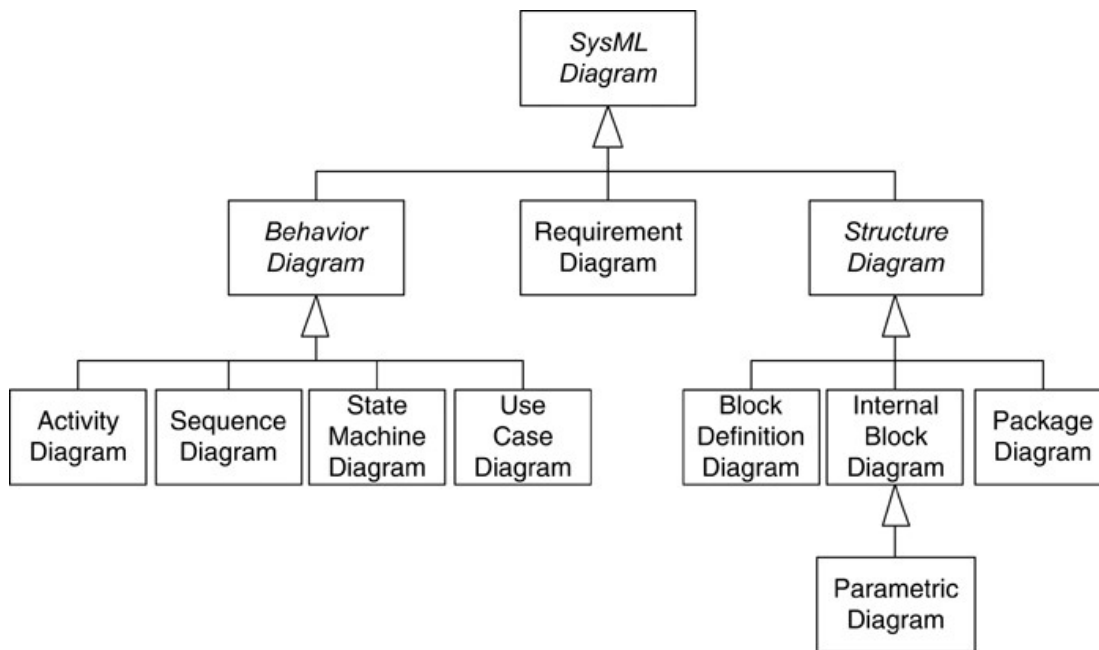 SysML
Diagram
Behavior
Diagram
Requirement
Diagram
Structure
Diagram
Activity
Diagram
Sequence
Diagram
State
Machine
Diagram
Use
Case
Diagram
Block
Definition
Diagram
Internal
Block
Diagram
Package
Diagram
Parametric
Diagram